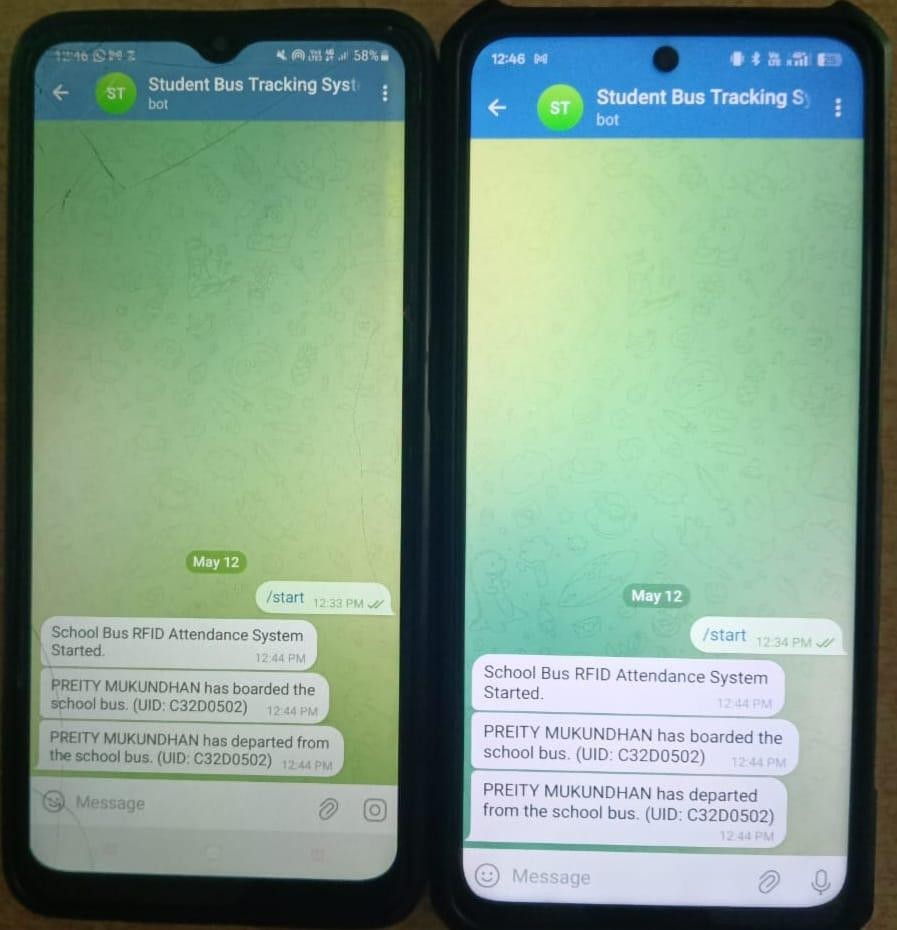 12:46
58%
ST
Student Bus Tracking Syst
bot
May 12
/start 12:33 PM
School Bus RFID Attendance System
Started.
12:44 PM
PREITY MUKUNDHAN has boarded the
school bus. (UID: C32D0502) 12:44 PM
PREITY MUKUNDHAN has departed from
the school bus. (UID: C32D0502) 12:44 PM
Message
12:46
ST
Student Bus Tracking Sy
bot
May 12
/start 12:34 PM
School Bus RFID Attendance System
Started.
12:44 PM
PREITY MUKUNDHAN has boarded the
school bus. (UID: C32D0502) 12:44 PM
PREITY MUKUNDHAN has departed
from the school bus. (UID: C32D0502)
12:44 PM
Message